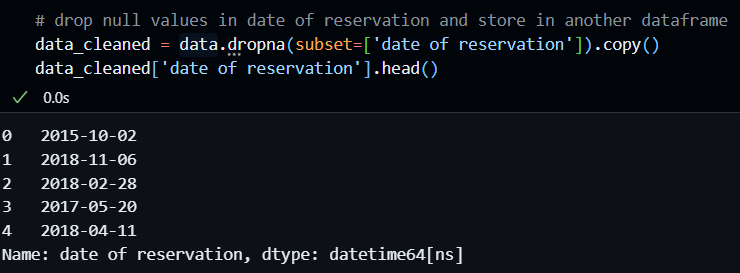 # drop null values in date of reservation and store in another dataframe
data_cleaned = data.dropna(subset=['date of reservation']).copy()
data_cleaned['date of reservation'].head()
✓ 0.0s
0 2015-10-02
1 2018-11-06
2 2018-02-28
3 2017-05-20
4 2018-04-11
Name: date of reservation, dtype: datetime64[ns]